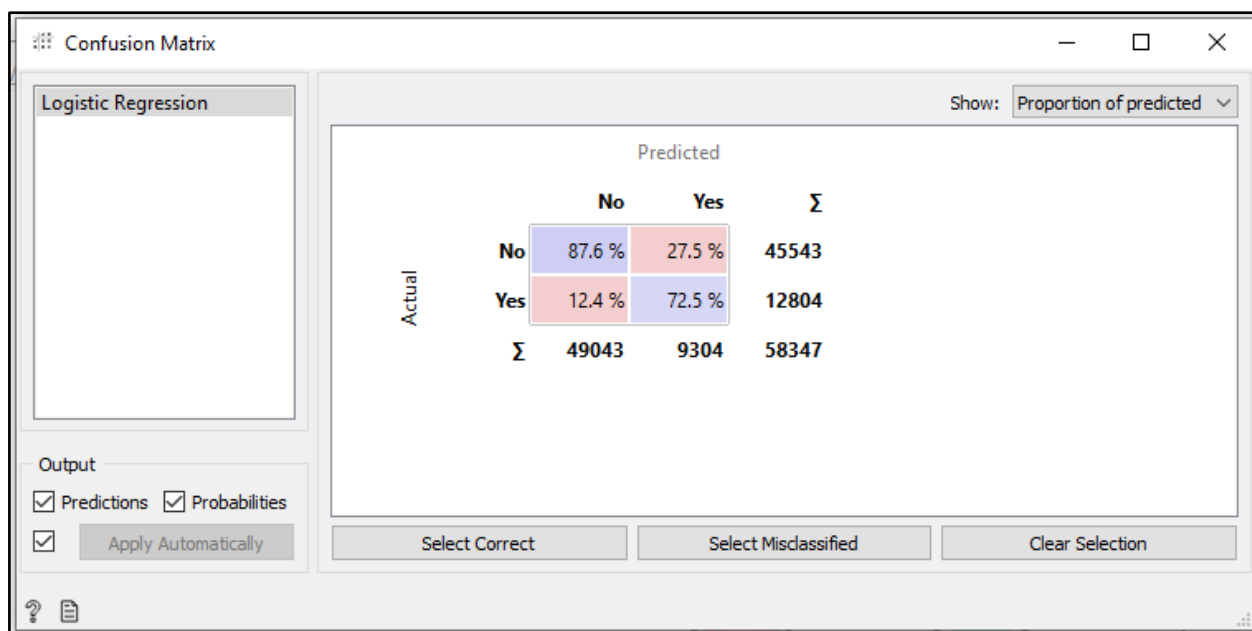 Confusion Matrix
Logistic Regression
Show: Proportion of predicted
Predicted
No Yes Σ
Actual
No 87.6 % 27.5 % 45543
Yes 12.4 % 72.5 % 12804
Σ 49043 9304 58347
Output
Predictions Probabilities
Apply Automatically
Select Correct Select Misclassified Clear Selection
?